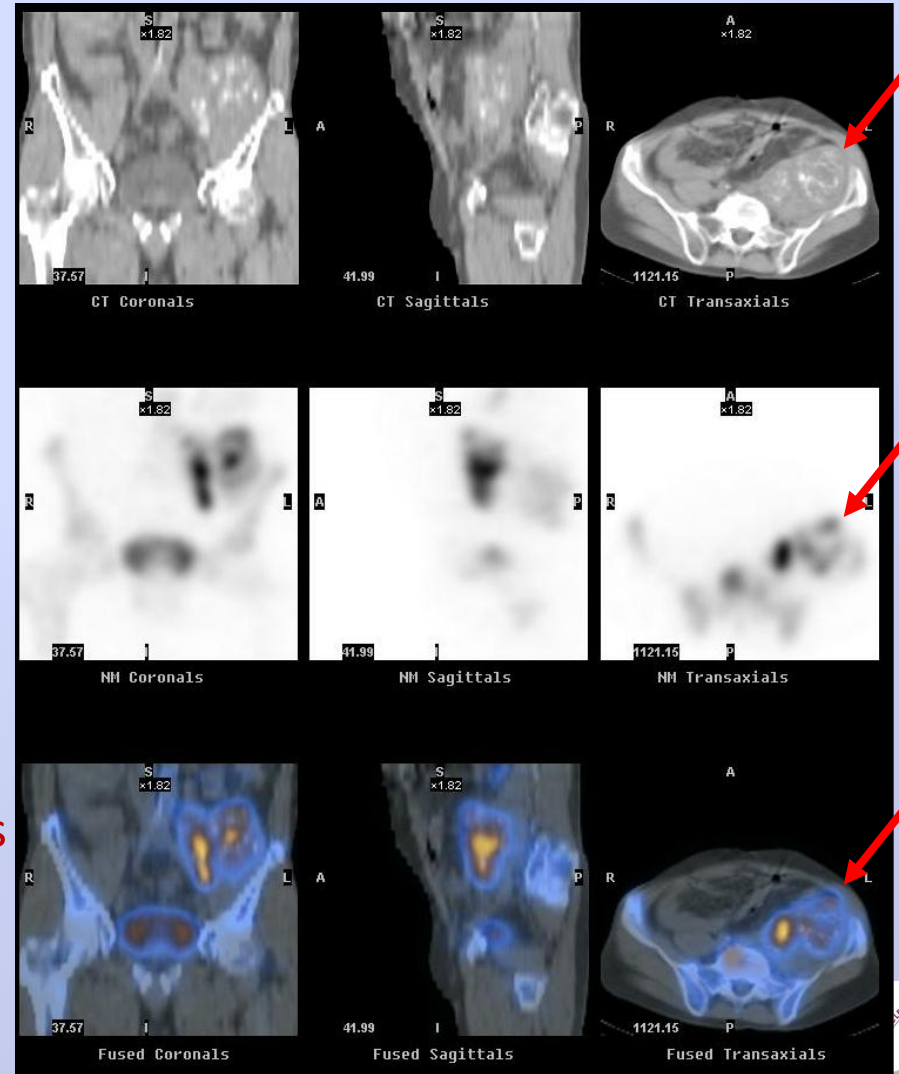 S S A
×1.82 ×1.82 ×1.82
R L A P R L
37.57 I 41.99 I 1121.15 P
CT Coronals CT Sagittals CT Transaxials
S S A
×1.82 ×1.82 ×1.82
R L A P R L
37.57 I 41.99 I 1121.15 P
NM Coronals NM Sagittals NM Transaxials
S S A
×1.82 ×1.82
s
R L A P R L
37.57 I 41.99 I 1121.15 P
Fused Coronals Fused Sagittals Fused Transaxials